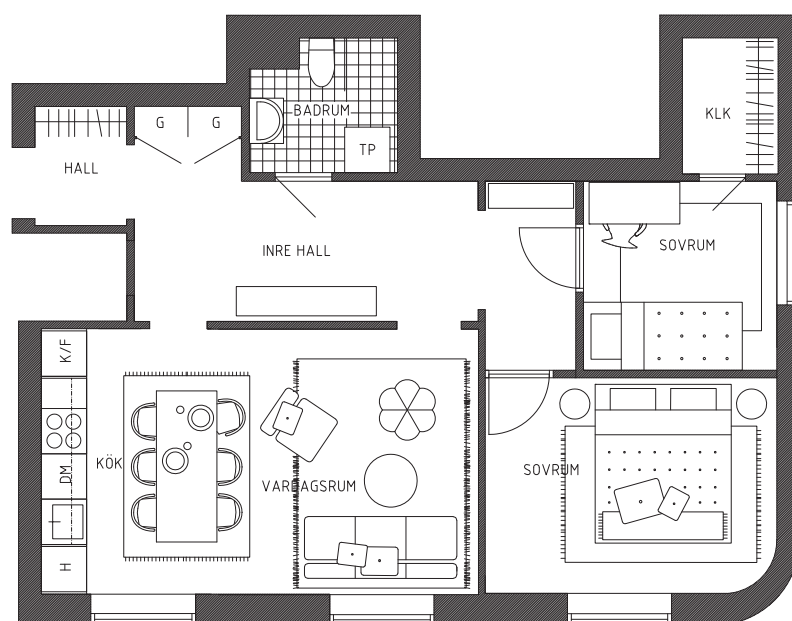 G
G
BADRUM
TP
KLK
HALL
INRE HALL
SOVRUM
K/F
KÖK
DM
VARDAGSRUM
SOVRUM
H